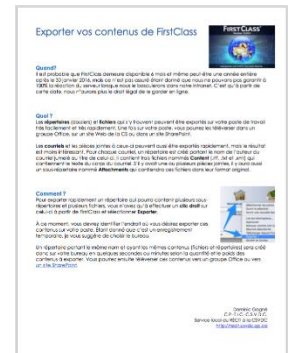 Exporter vos contenus de FirstClass
FIRSTCLASS
Quand?
Il est probable que FirstClass demeure disponible 6 mois et même peut-être une année entière
après le 30 janvier 2016, mais ce n'est pas assuré étant donné que nous ne pouvons pas garantir à
100% la réaction du serveur lorsque nous le basculerons dans notre Intranet. C'est qu'à partir de
cette date, nous n'aurons plus le droit légal de le garder en ligne.
Quoi ?
Les répertoires (dossiers) et fichiers qui s'y trouvent peuvent être exportés sur votre poste de travail
très facilement et très rapidement. Une fois sur votre poste, vous pourrez les téléverser dans un
groupe Office, sur un site Web de la CS ou dans un site SharePoint.
Les courriels et les pièces jointes à ceux-ci peuvent aussi être exportés rapidement, mais le résultat
est moins intéressant. Pour chaque courriel, un répertoire est créé portant le nom de l'auteur du
courriel jumelé au titre de celui-ci. Il contient trois fichiers nommés Content (.rtf, .txt et .xml) qui
contiennent le texte du corps du courriel. S'il y avait une ou plusieurs pièces jointes, il y aura aussi
un sous-répertoire nommé Attachments qui contiendra ces fichiers dans leur format original.
Comment ?
Pour exporter rapidement un répertoire qui pourra contenir plusieurs sous
répertoires et plusieurs fichiers, vous n'avez qu'à effectuer un clic droit sur
celui-ci à partir de FirstClass et sélectionner Exporter.
À ce moment, vous devrez identifier l'endroit où vous désirez exporter ces
contenus sur votre poste. Étant donné que c'est un enregistrement
temporaire, je vous suggère de choisir le bureau.
Un répertoire portant le même nom et ayant les mêmes contenus (fichiers et répertoires) sera créé
dans sur votre bureau en quelques secondes ou minutes selon la quantité et le poids des
contenus à exporter. Vous pourrez ensuite téléverser ces contenus vers un groupe Office ou vers
un site SharePoint.
Dominic Gagné
Service local du RÉCIT à la CSVDC